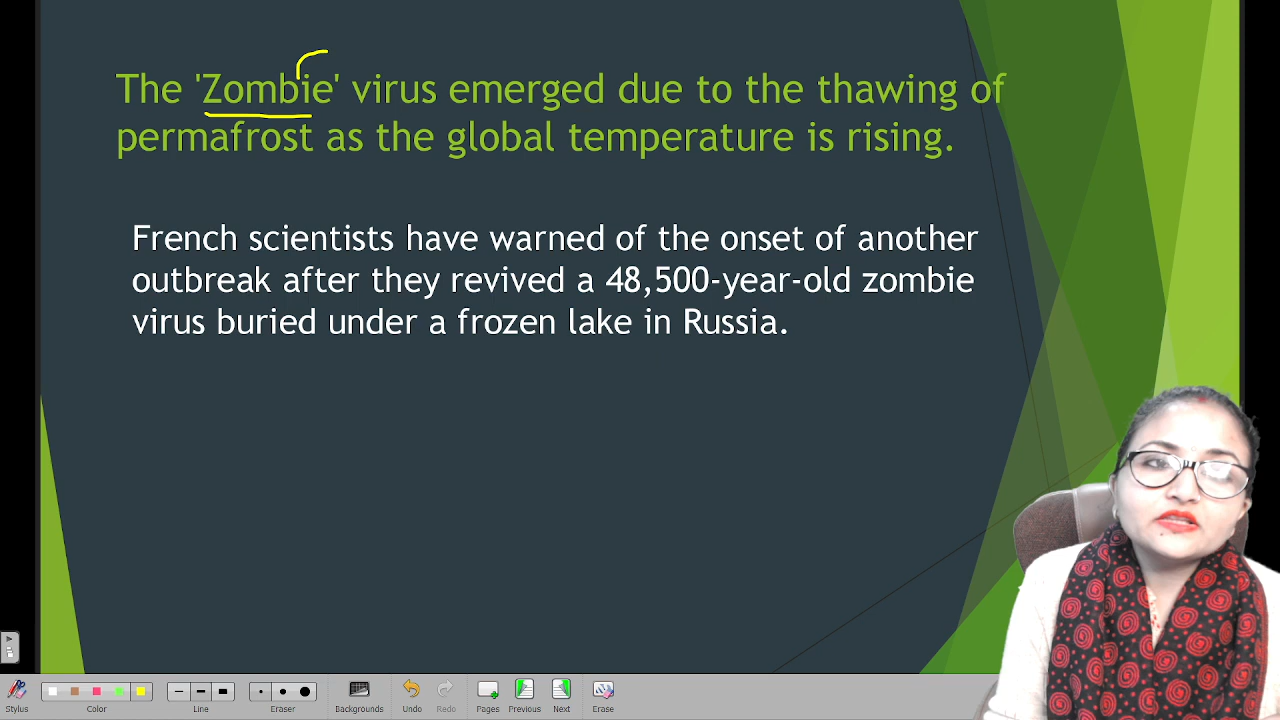 The 'Zombie' virus emerged due to the thawing of
permafrost as the global temperature is rising.
French scientists have warned of the onset of another
outbreak after they revived a 48,500-year-old zombie
virus buried under a frozen lake in Russia.
Stylus Color Line Eraser Backgrounds Undo Redo Pages Previous Next Erase